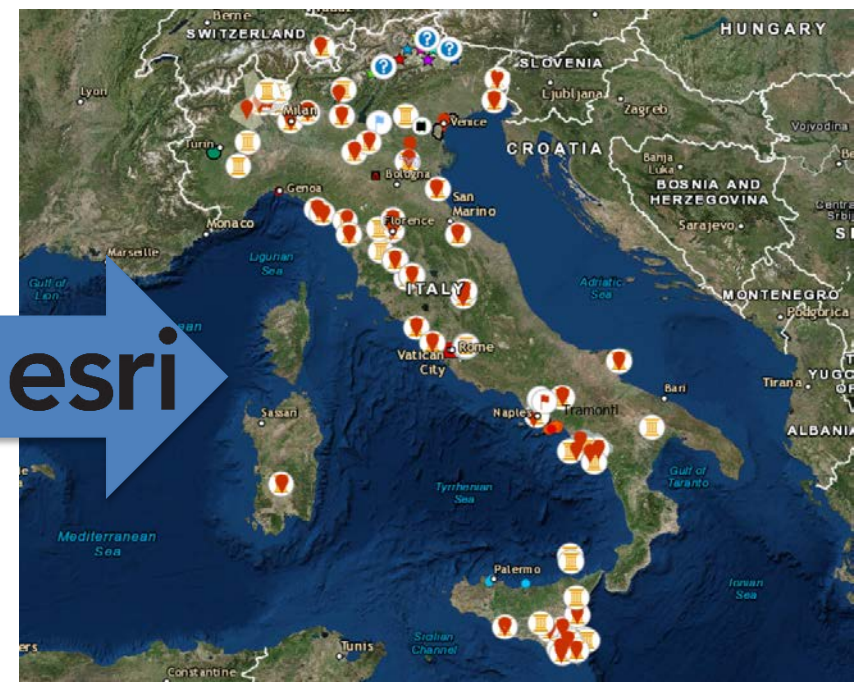 Berne
SWITZERLAND
HUNGARY
SLOVENIA
Lyon
Ljubljana
Zagreb
Milan
Venice
Vojvodina
Turin
CROATIA
Banja
Luka
Bologna
BOSNIA AND
HERZEGOVINA
Genoa
San
Marino
Central
Serbi
Monaco
Florence
Sarajevo
Marseille
Ligurian
Sea
Gulf of
Lion
ITALY
Adriatic
Sea
MONTENEGRO
Podgorica
esri
Rome
Vatican
City
Bari
Tirana
YUGO
Sassari
Naples
Tramonti
ALBANIA
Gulf of
Taranto
Tyrrhenian
Sea
Mediterranean
Sea
Palermo
Ionian
Sea
Sicilian
Channel
Tunis
Constantine